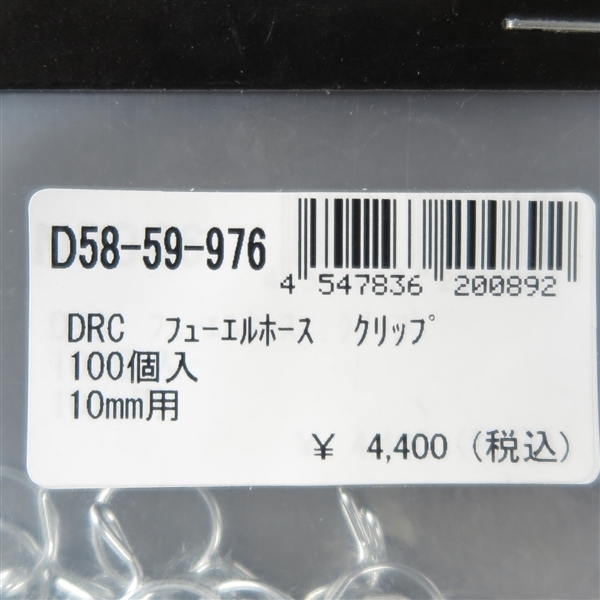 D58-59-976
4 547836 200892
DRC ﾌｭｰｴﾙﾎｰｽ ｸﾘｯﾌﾟ
100個入
10mm用
¥ 4,400 (税込)